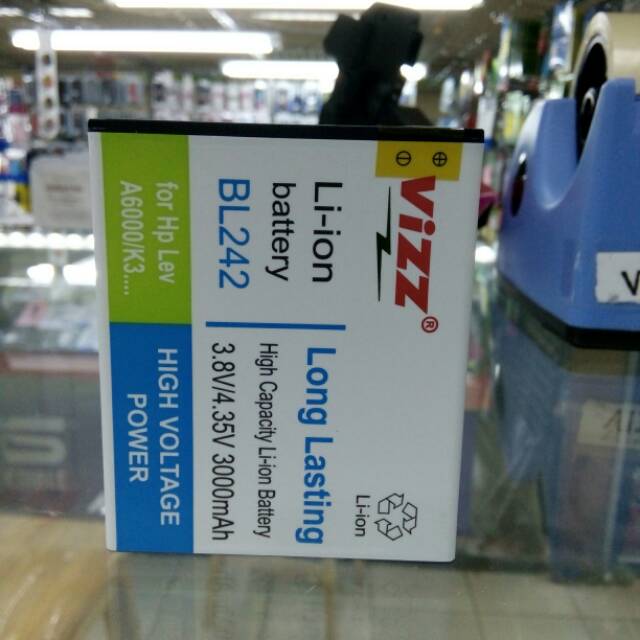 Vizz®
Li-ion
battery
BL242
Long Lasting
High Capacity Li-ion Battery
3.8V/4.35V 3000mAh
Li-ion
for Hp Lev
A6000/K3....
HIGH VOLTAGE
POWER